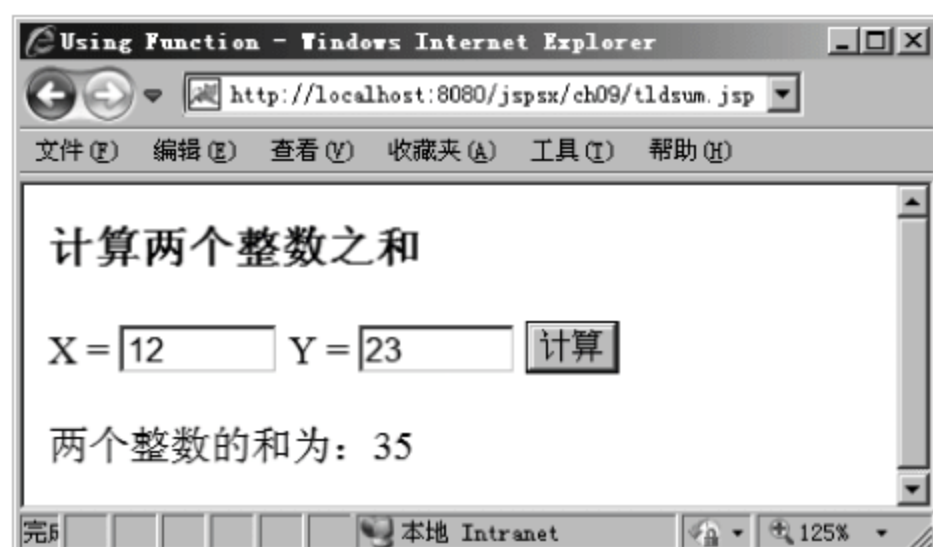 Using Function - Windows Internet Explorer
http://localhost:8080/jspsx/ch09/tldsum.jsp
文件(F) 编辑(E) 查看(V) 收藏夹(A) 工具(T) 帮助(H)
计算两个整数之和
X = 12 Y = 23 计算
两个整数的和为：35
完成 本地 Intranet 125%